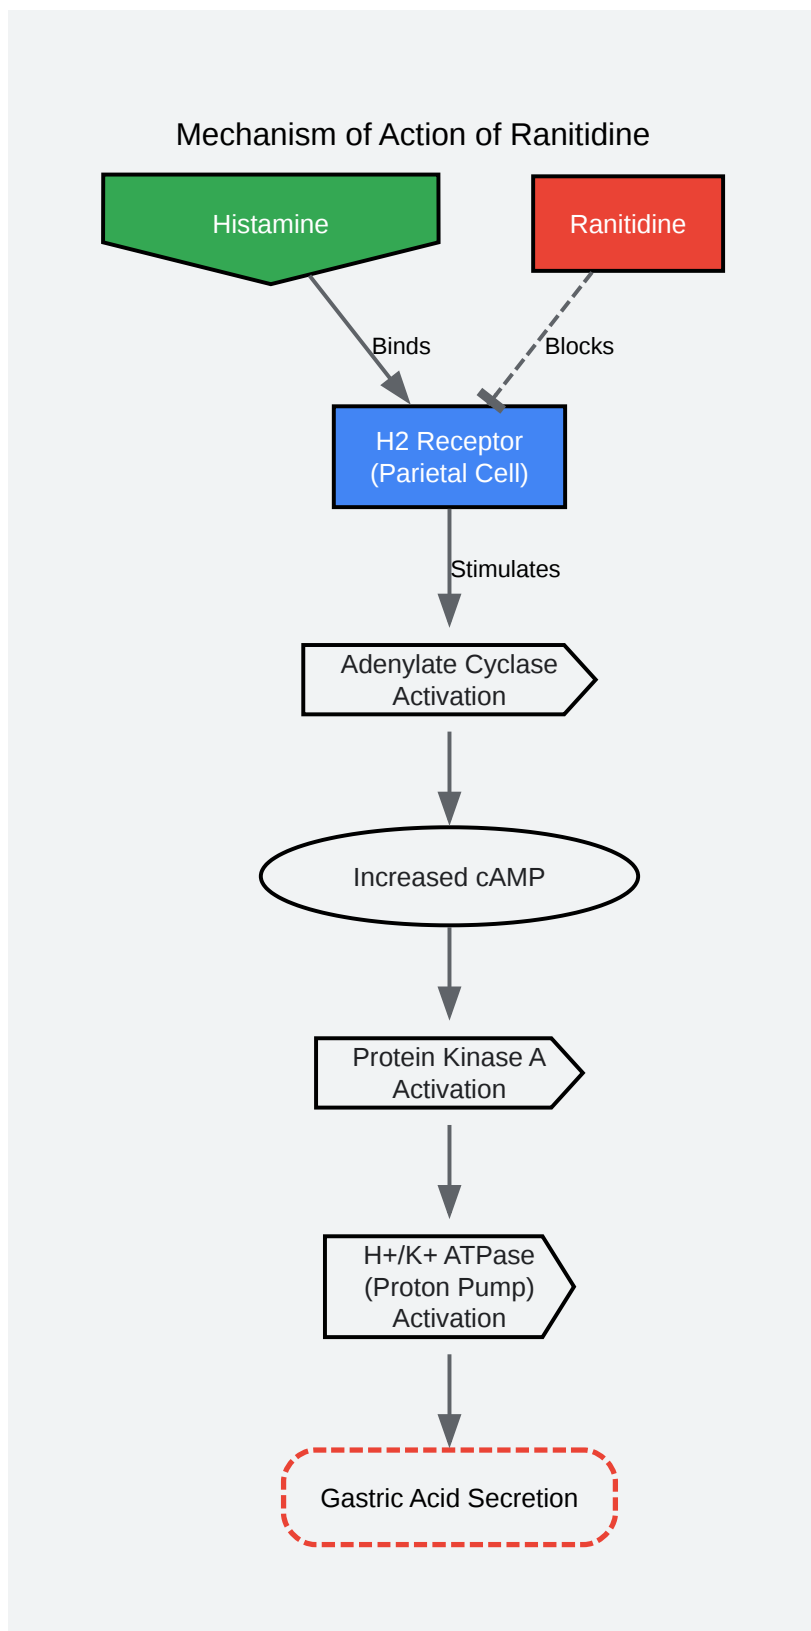 Mechanism of Action of Ranitidine
Histamine
Ranitidine
Binds
Blocks
H2 Receptor
(Parietal Cell)
Stimulates
Adenylate Cyclase
Activation
Increased cAMP
Protein Kinase A
Activation
H+/K+ ATPase
(Proton Pump)
Activation
Gastric Acid Secretion